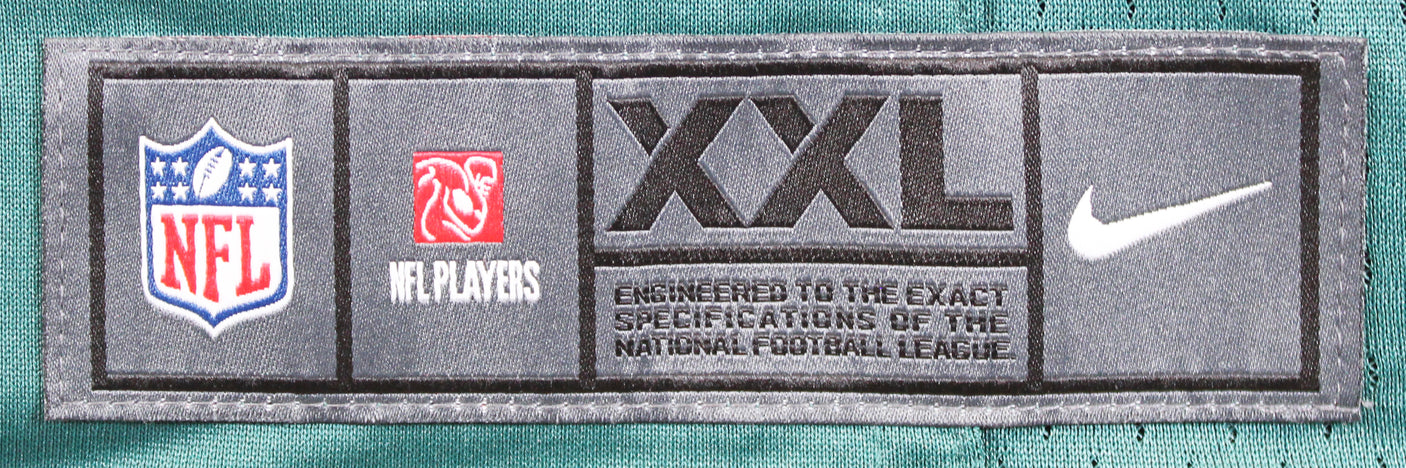 NFL
NFL PLAYERS
XXL
ENGINEERED TO THE EXACT
SPECIFICATIONS OF THE
NATIONAL FOOTBALL LEAGUE.